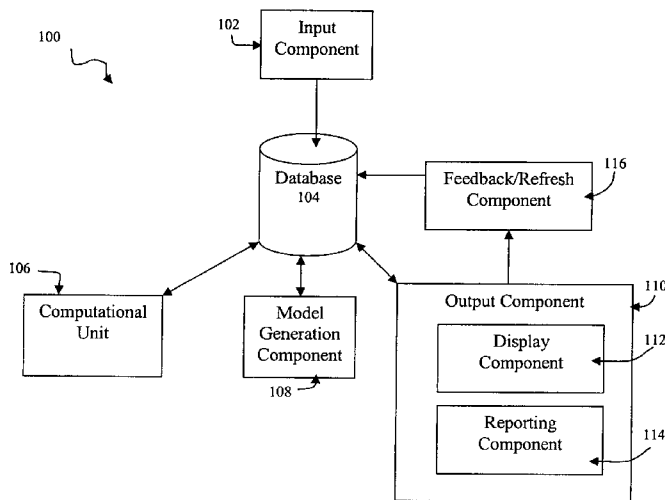 100
102
Input
Component
Database
104
Feedback/Refresh
Component
116
106
Computational
Unit
Model
Generation
Component
108
Output Component
110
Display
Component
112
Reporting
Component
114